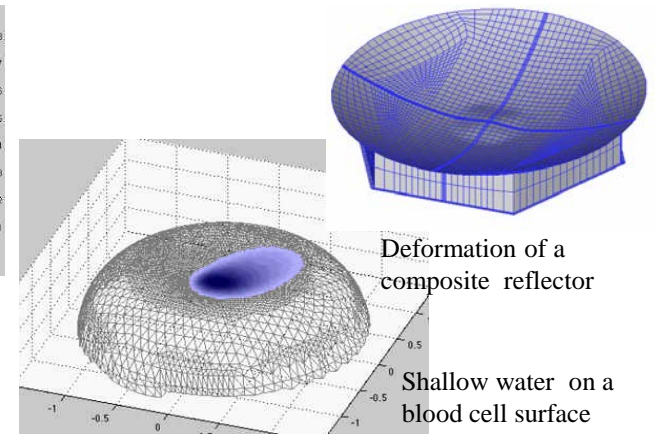 Deformation of a
composite reflector
0.5
0
-0.5
-1
-1
-0.5
0
Shallow water on a
blood cell surface